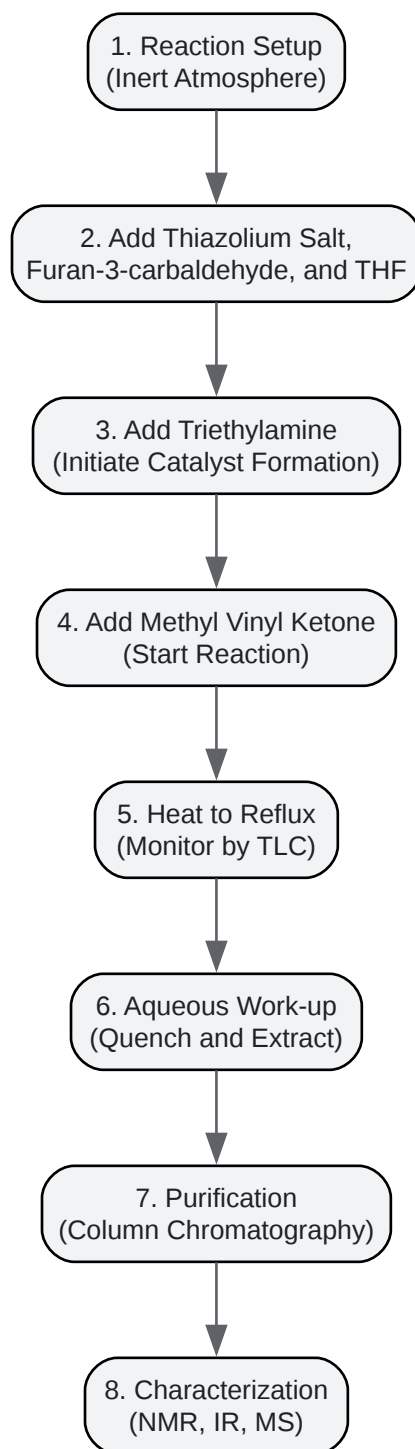 1. Reaction Setup
(Inert Atmosphere)
2. Add Thiazolium Salt,
Furan-3-carbaldehyde, and THF
3. Add Triethylamine
(Initiate Catalyst Formation)
4. Add Methyl Vinyl Ketone
(Start Reaction)
5. Heat to Reflux
(Monitor by TLC)
6. Aqueous Work-up
(Quench and Extract)
7. Purification
(Column Chromatography)
8. Characterization
(NMR, IR, MS)